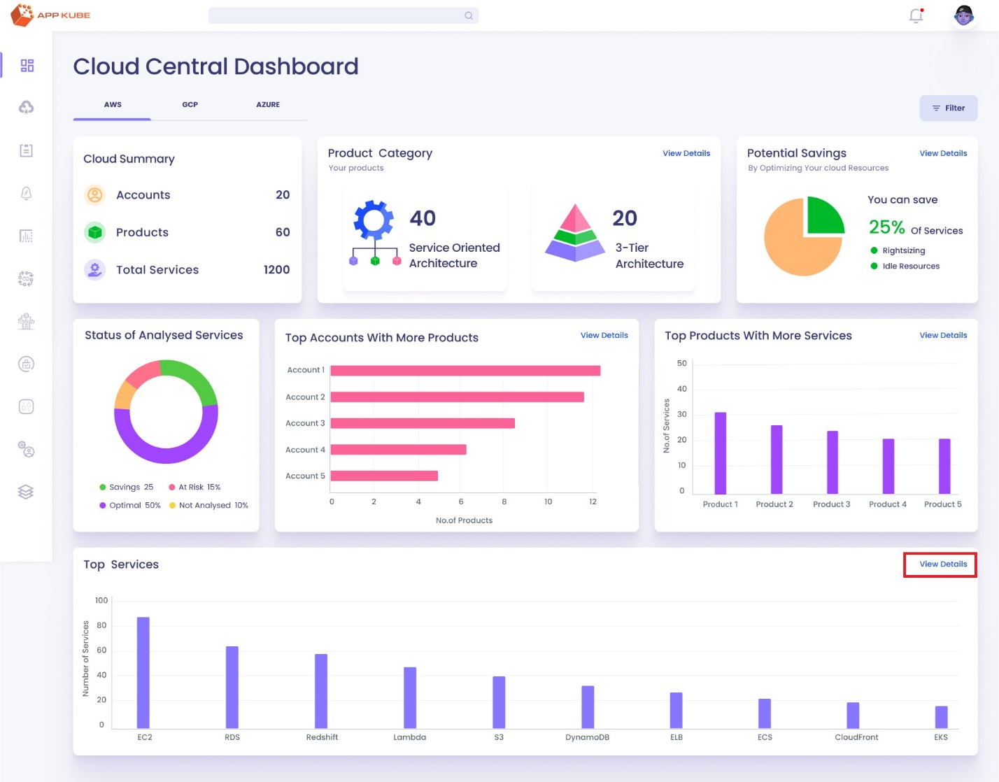 APP KUBE
Cloud Central Dashboard
AWS GCP AZURE
Filter
Cloud Summary
Accounts 20
Products 60
Total Services 1200
Product Category View Details
Your products
40
Service Oriented
Architecture
20
3-Tier
Architecture
Potential Savings View Details
By Optimizing Your cloud Resources
You can save
25% Of Services
Rightsizing
Idle Resources
Status of Analysed Services
Savings 25 At Risk 15%
Optimal 50% Not Analysed 10%
Top Accounts With More Products View Details
Account 1
Account 2
Account 3
Account 4
Account 5
0 2 4 6 8 10 12
No.of Products
Top Products With More Services View Details
No.of Services
50
40
30
20
10
0
Product 1 Product 2 Product 3 Product 4 Product 5
Top Services View Details
Number of Services
100
80
60
40
20
0
EC2 RDS Redshift Lambda S3 DynamoDB ELB ECS CloudFront EKS